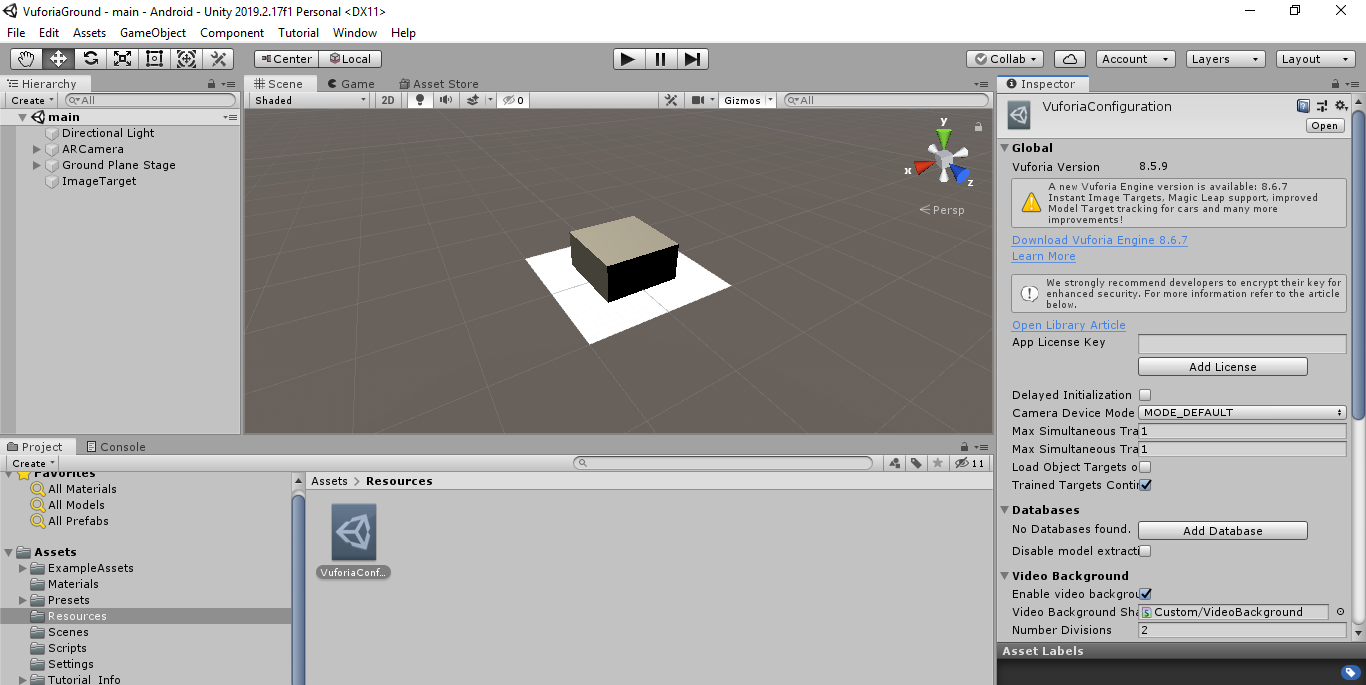 VuforiaGround - main - Android - Unity 2019.2.17f1 Personal <DX11>
File Edit Assets GameObject Component Tutorial Window Help
Center Local
Collab Account Layers Layout
Hierarchy
Create All
main
Directional Light
ARCamera
Ground Plane Stage
ImageTarget
Scene Game Asset Store
Shaded 2D 0 Gizmos All
y
x
z
Persp
Project Console
Create 11
Favorites
All Materials
All Models
All Prefabs
Assets
ExampleAssets
Materials
Presets
Resources
Scenes
Scripts
Settings
Tutorial_Info
Assets > Resources
VuforiaConf...
Inspector
VuforiaConfiguration
Open
Global
Vuforia Version 8.5.9
A new Vuforia Engine version is available: 8.6.7
Instant Image Targets, Magic Leap support, improved
Model Target tracking for cars and many more
improvements!
Download Vuforia Engine 8.6.7
Learn More
We strongly recommend developers to encrypt their key for
enhanced security. For more information refer to the article
below.
Open Library Article
App License Key
Add License
Delayed Initialization
Camera Device Mode MODE_DEFAULT
Max Simultaneous Tra 1
Max Simultaneous Tra 1
Load Object Targets o
Trained Targets Conti
Databases
No Databases found. Add Database
Disable model extracti
Video Background
Enable video backgrou
Video Background Sha Custom/VideoBackground
Number Divisions 2
Asset Labels